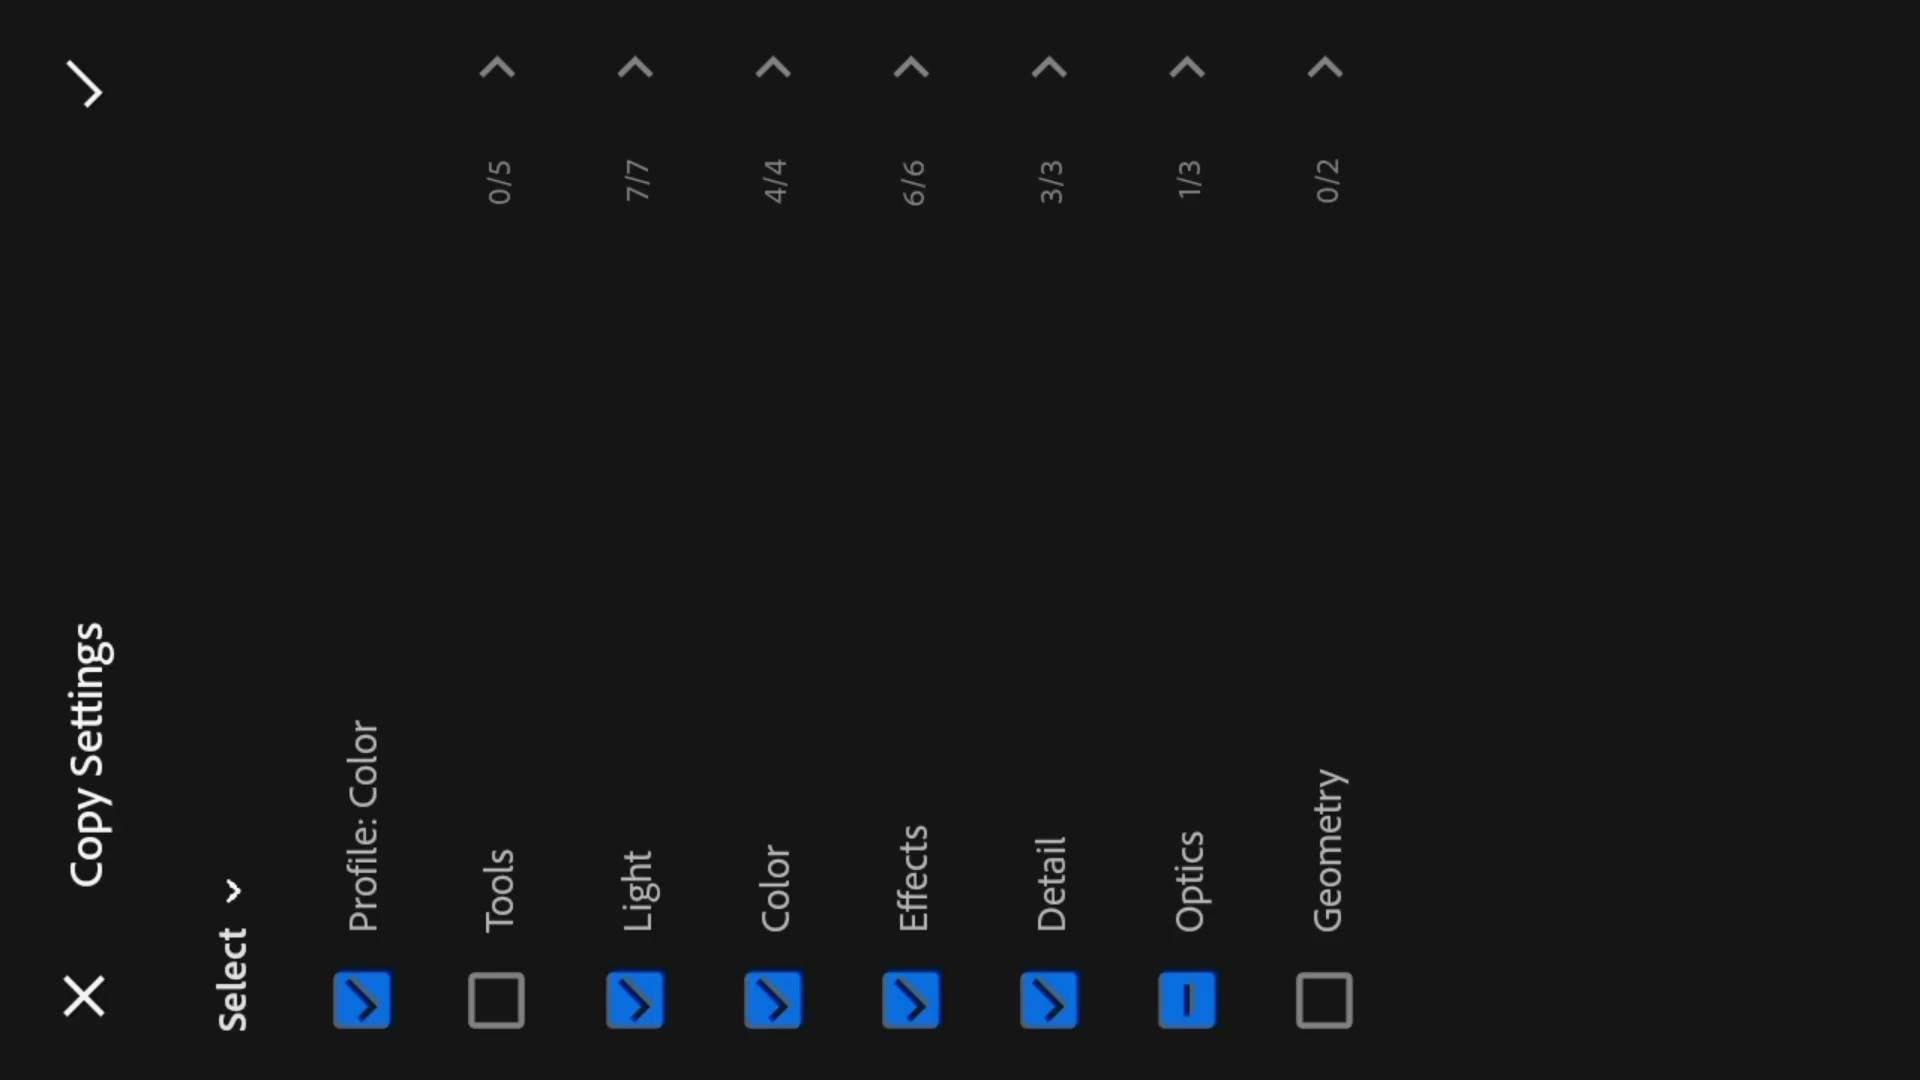 Copy Settings
Select
Profile: Color
Tools 0/5
Light 7/7
Color 4/4
Effects 6/6
Detail 3/3
Optics 1/3
Geometry 0/2